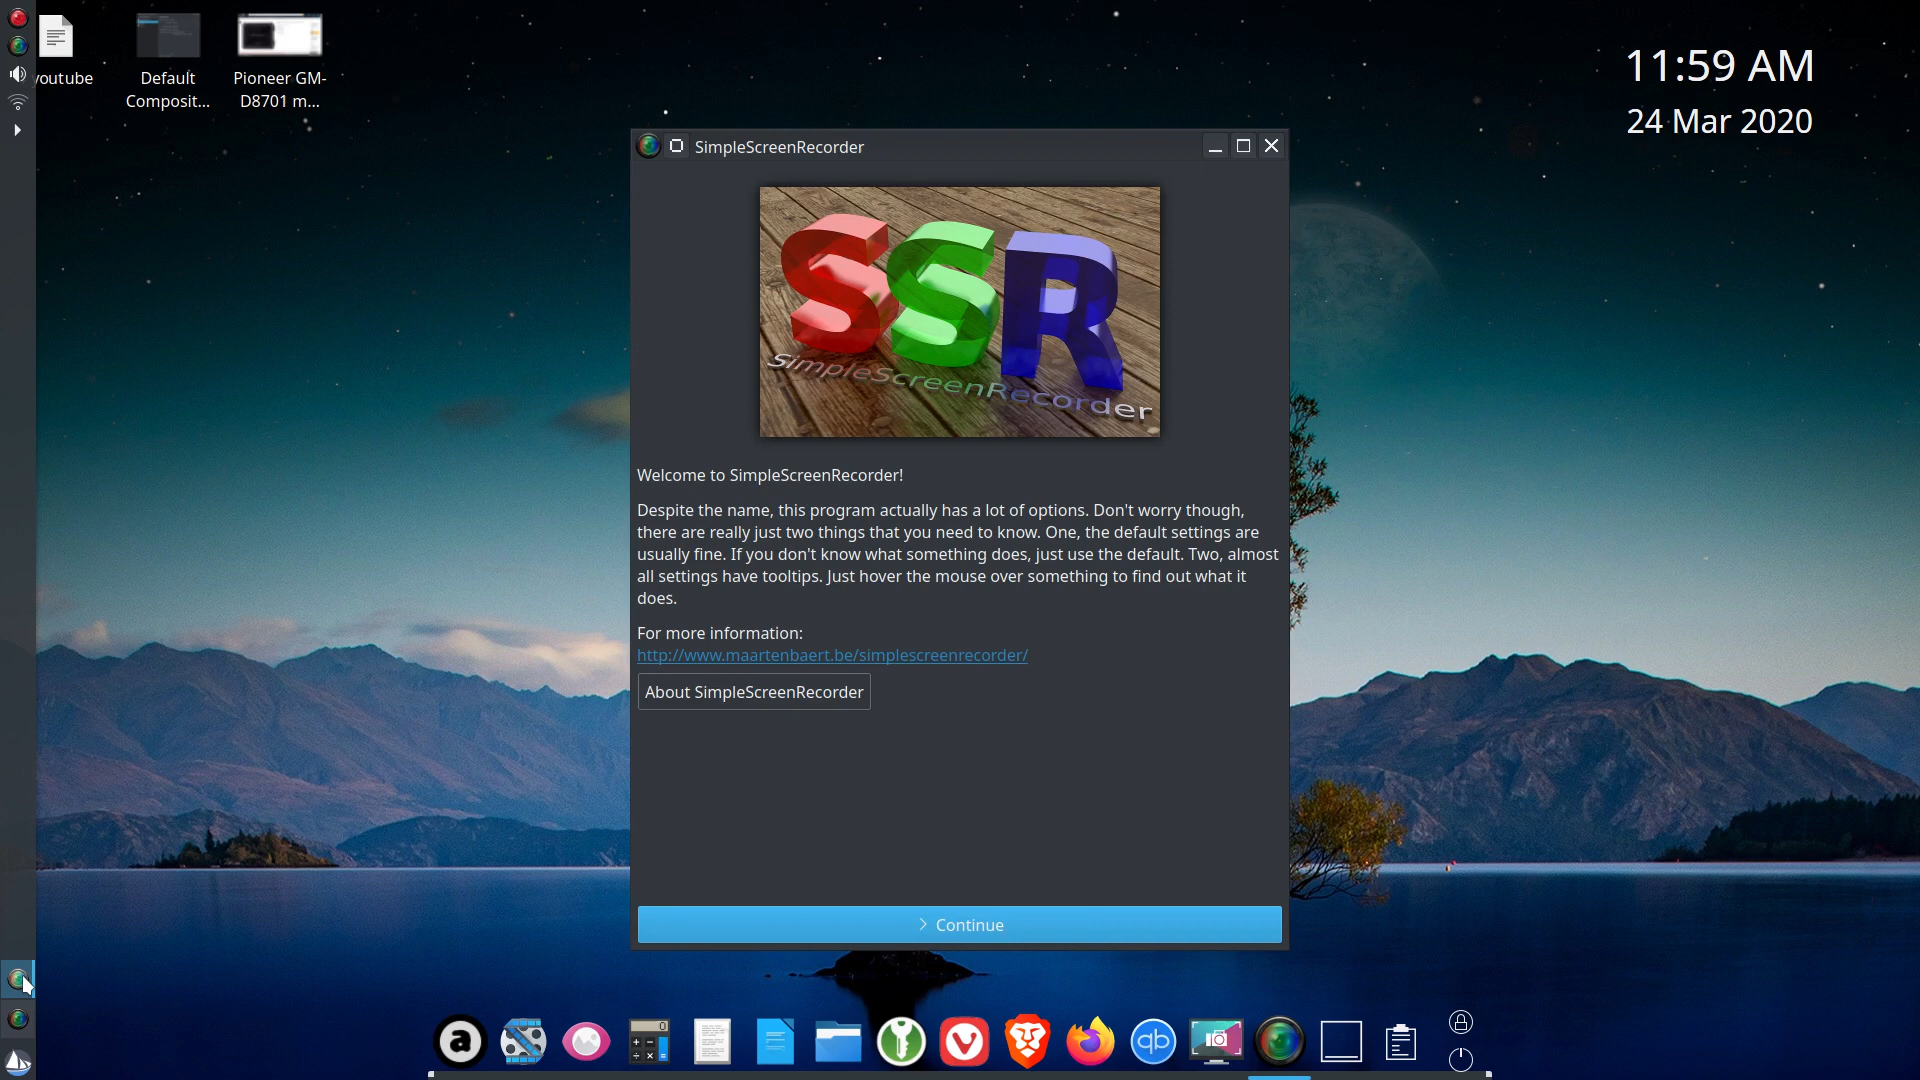 youtube
Default
Composit...
Pioneer GM-
D8701 m...
11:59 AM
24 Mar 2020
SimpleScreenRecorder
SSR
SimpleScreenRecorder
Welcome to SimpleScreenRecorder!
Despite the name, this program actually has a lot of options. Don't worry though,
there are really just two things that you need to know. One, the default settings are
usually fine. If you don't know what something does, just use the default. Two, almost
all settings have tooltips. Just hover the mouse over something to find out what it
does.
For more information:
http://www.maartenbaert.be/simplescreenrecorder/
About SimpleScreenRecorder
Continue
a
0
qb